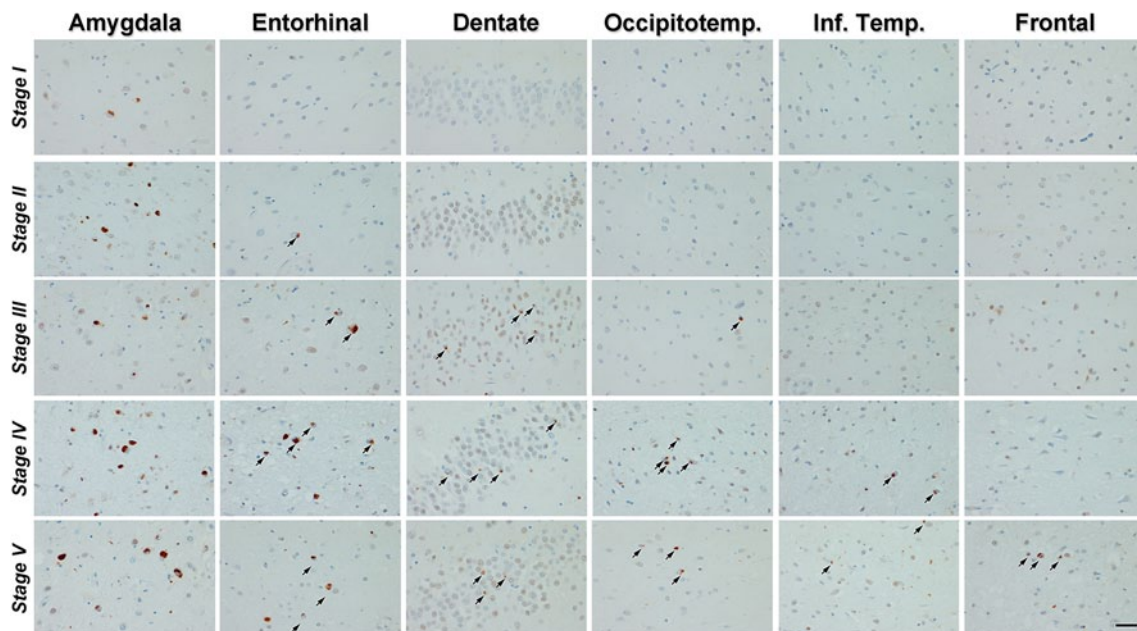 Amygdala Entorhinal Dentate Occipitotemp. Inf. Temp. Frontal
Stage I
Stage II
Stage III
Stage IV
Stage V